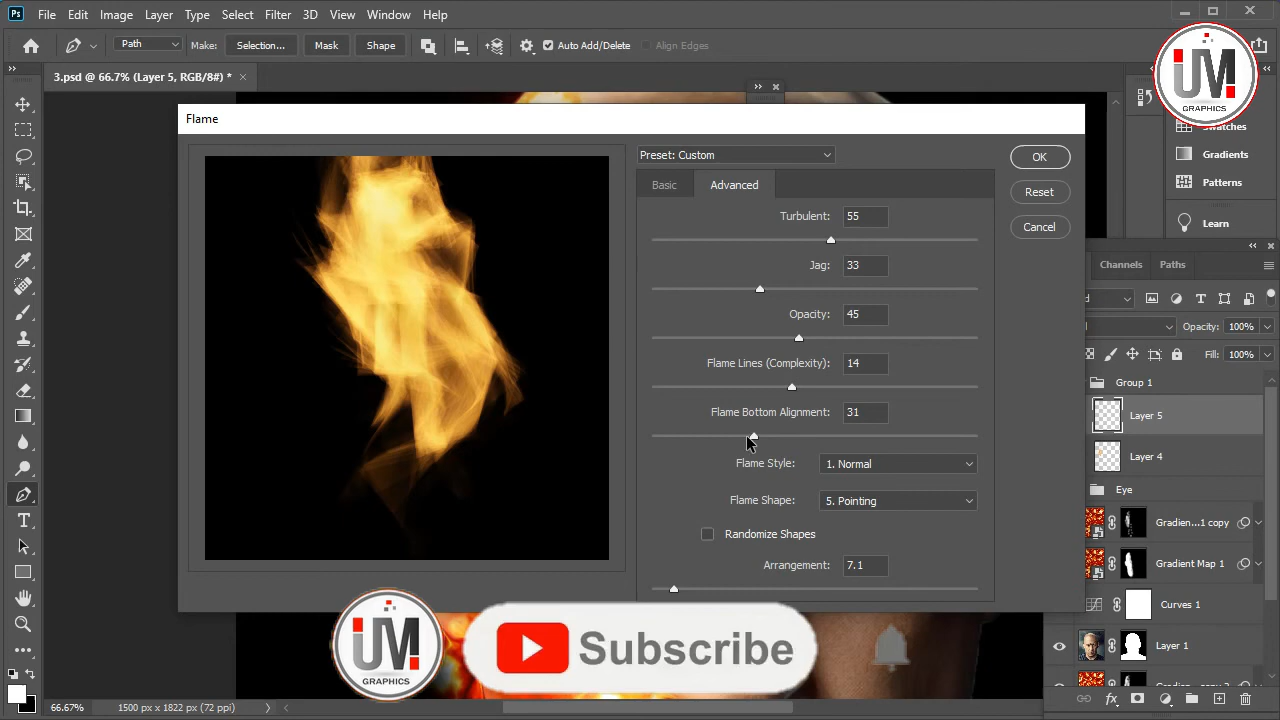 Ps File Edit Image Layer Type Select Filter 3D View Window Help
Path Make: Selection... Mask Shape Auto Add/Delete Align Edges
3.psd @ 66.7% (Layer 5, RGB/8#) *
UM
GRAPHICS
Flame
Preset: Custom
OK
Basic Advanced
Reset
Cancel
Turbulent: 55
Jag: 33
Opacity: 45
Flame Lines (Complexity): 14
Flame Bottom Alignment: 31
Flame Style: 1. Normal
Flame Shape: 5. Pointing
Randomize Shapes
Arrangement: 7.1
Swatches
Gradients
Patterns
Learn
Channels Paths
Opacity: 100%
Fill: 100%
Group 1
Layer 5
Layer 4
Eye
Gradien...1 copy
Gradient Map 1
Curves 1
Layer 1
UM
GRAPHICS
Subscribe
66.67% 1500 px x 1822 px (72 ppi)